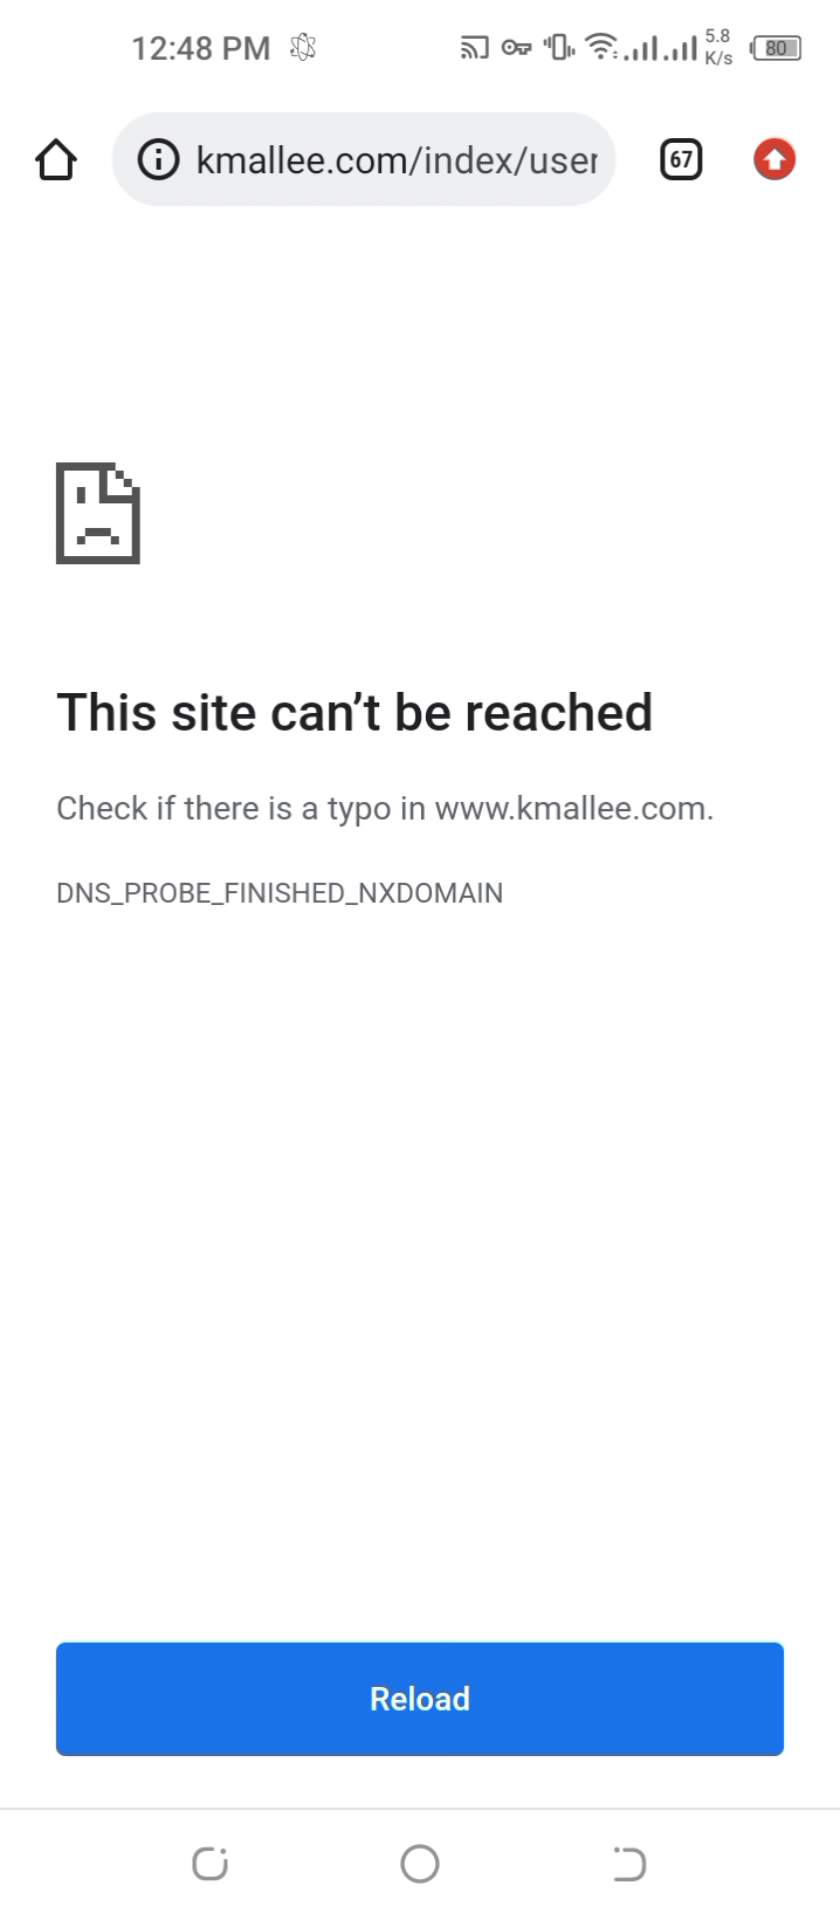 12:48 PM 5.8 K/s 80
kmallee.com/index/user 67
This site can’t be reached
Check if there is a typo in www.kmallee.com.
DNS_PROBE_FINISHED_NXDOMAIN
Reload